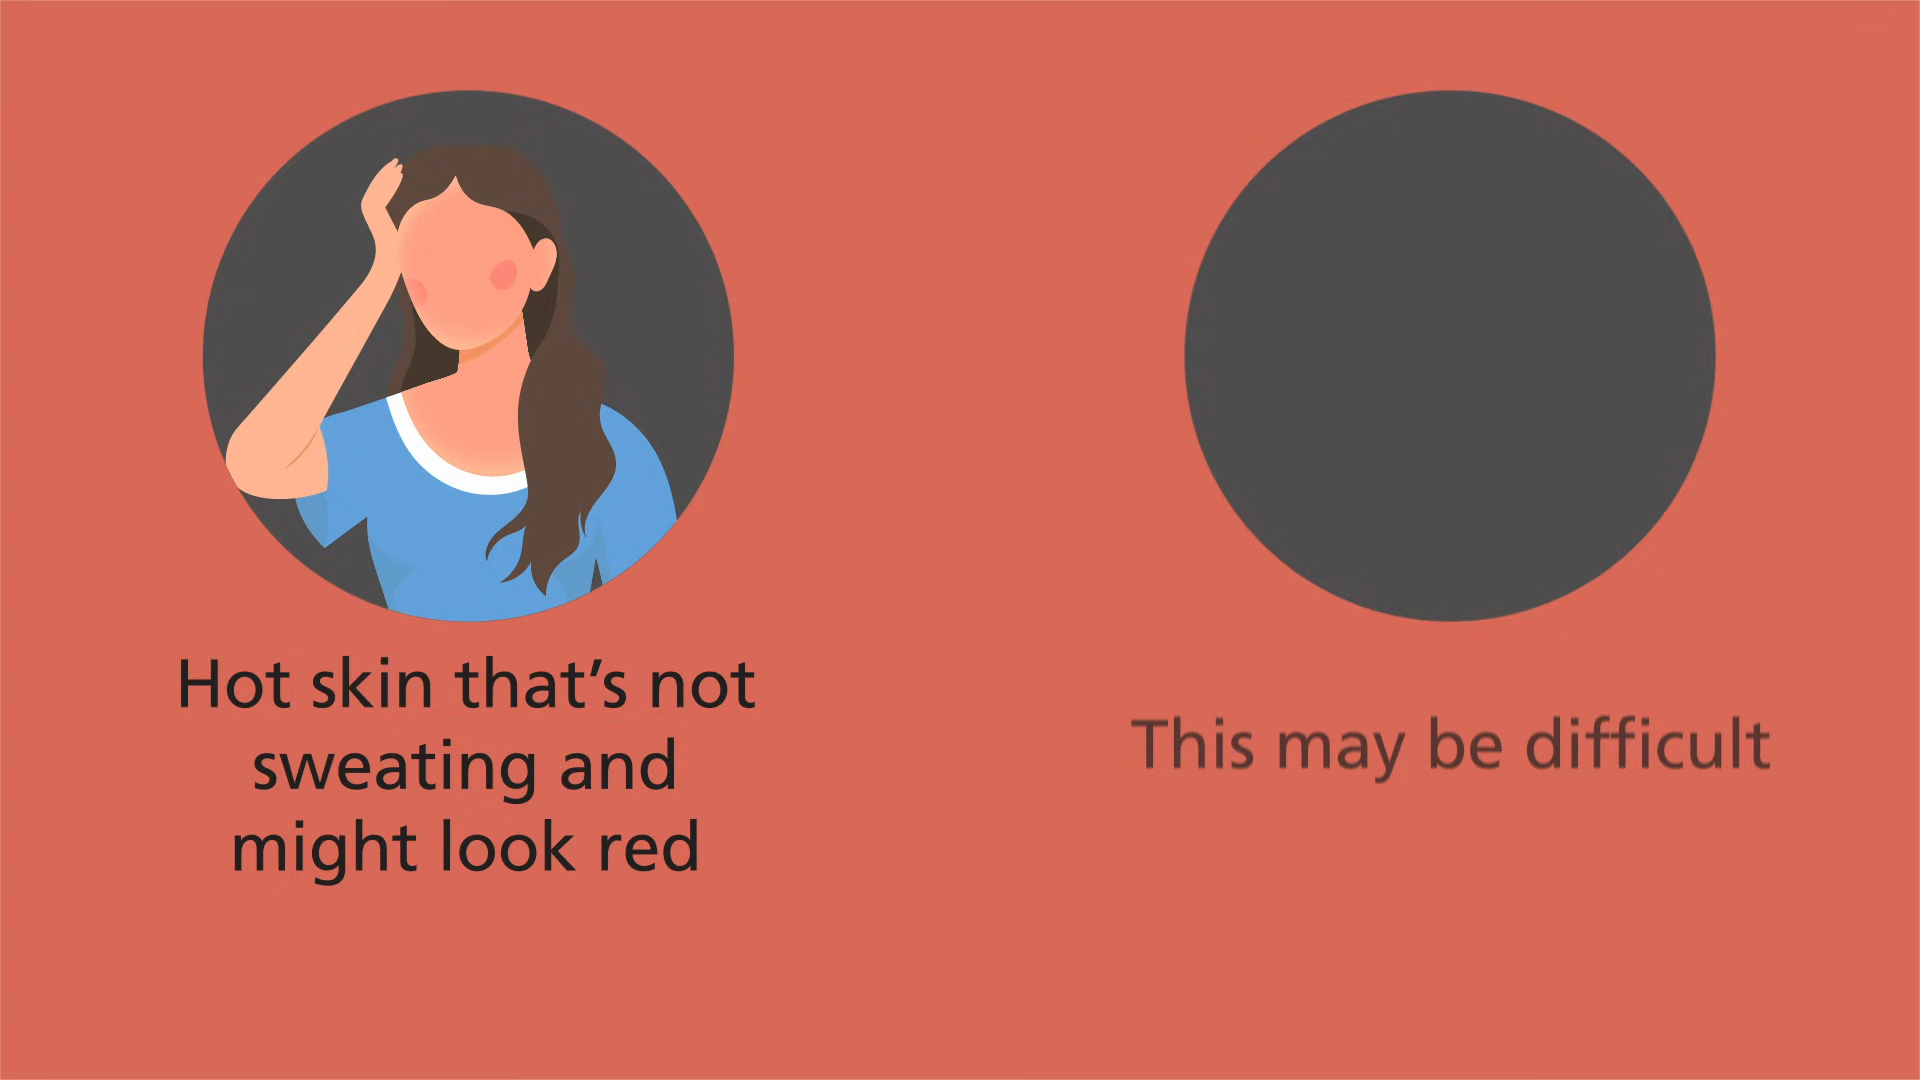 Hot skin that’s not
sweating and
might look red
This may be difficult